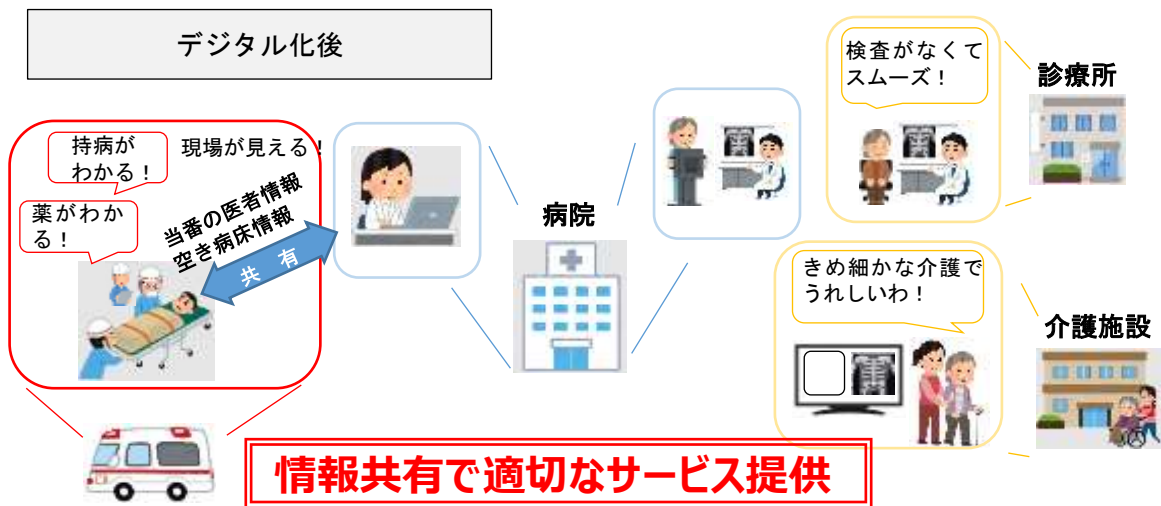 デジタル化後
持病が
わかる！
現場が見える！
薬がわか
る！
当番の医者情報
空き病床情報
共 有
病院
検査がなくて
スムーズ！
診療所
きめ細かな介護で
うれしいわ！
介護施設
情報共有で適切なサービス提供